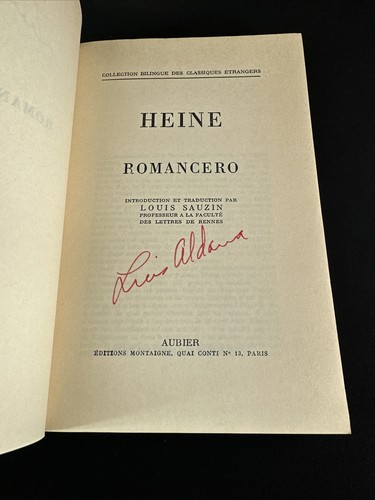 COLLECTION BILINGUE DES CLASSIQUES ÉTRANGERS
HEINE
ROMANCERO
INTRODUCTION ET TRADUCTION PAR
LOUIS SAUZIN
PROFESSEUR A LA FACULTÉ
DES LETTRES DE RENNES
Luis Aldana
AUBIER
ÉDITIONS MONTAIGNE, QUAI CONTI Nº 13, PARIS